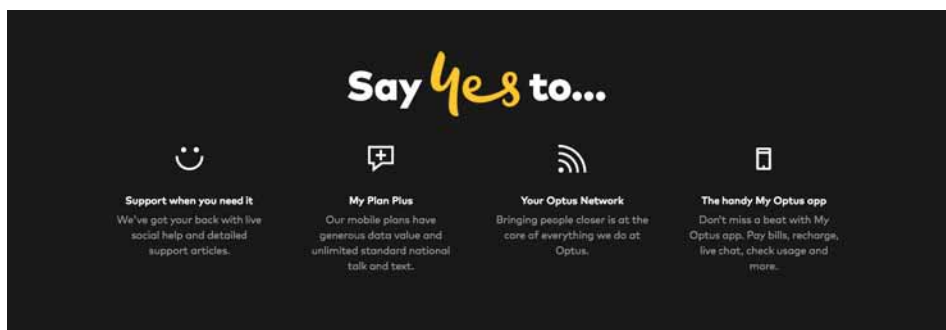 Say yes to...
Support when you need it
We've got your back with live
social help and detailed
support articles.
My Plan Plus
Our mobile plans have
generous data value and
unlimited standard national
talk and text.
Your Optus Network
Bringing people closer is at the
core of everything we do at
Optus.
The handy My Optus app
Don't miss a beat with My
Optus app. Pay bills, recharge,
live chat, check usage and
more.